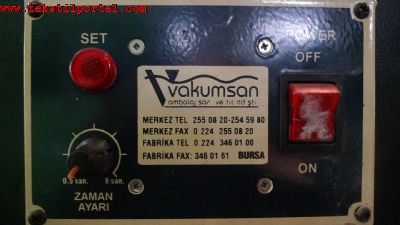 www.tekstilportal.com
SET
POWER
OFF
vakumsan
ambalaj san. ve tic. ltd. şti.
MERKEZ TEL 255 08 20-254 59 80
MERKEZ FAX 0 224 255 08 20
FABRİKA TEL 0 224 346 01 00
FABRİKA FAX: 346 01 61 BURSA
0.5 san. 6 san.
ZAMAN
AYARI
ON